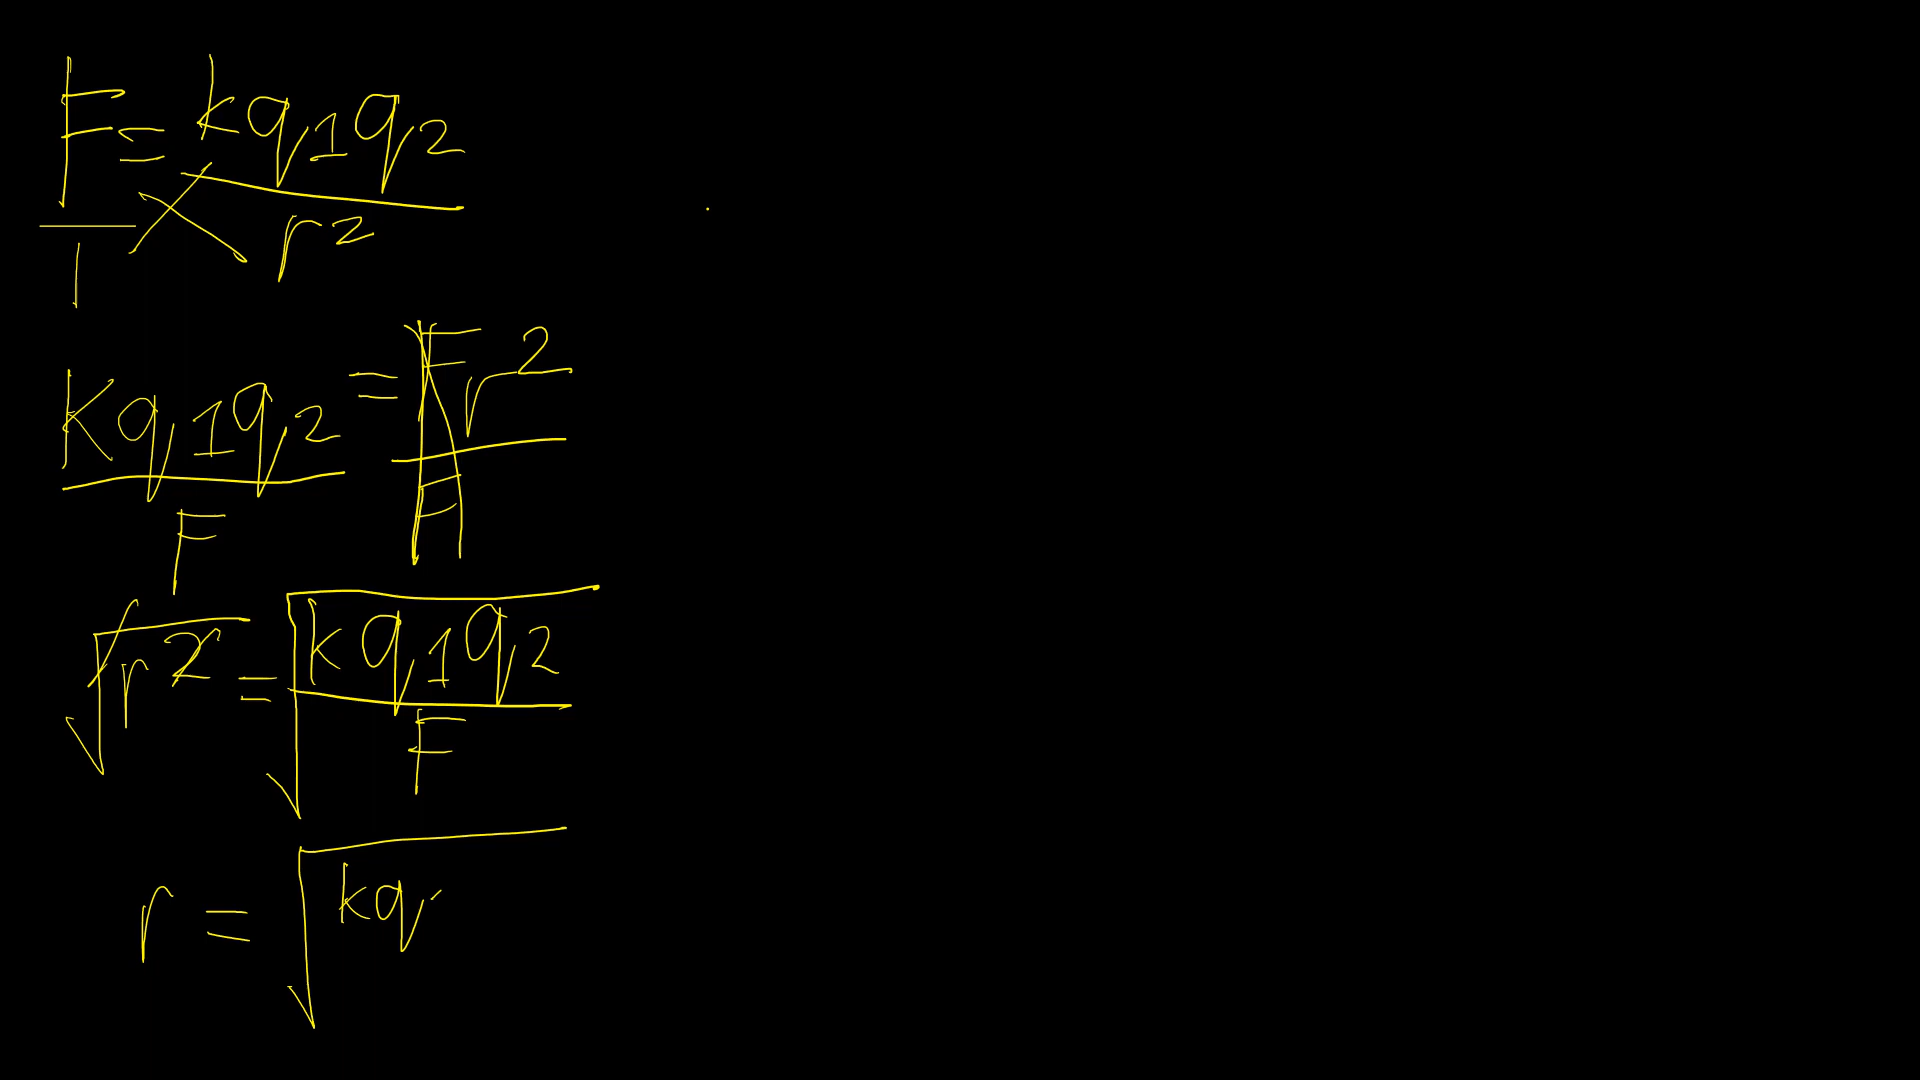 F/1 = kq1q2/r²
Kq1q2/F = Fr²/F
√r² = √kq1q2/F
r = √kq